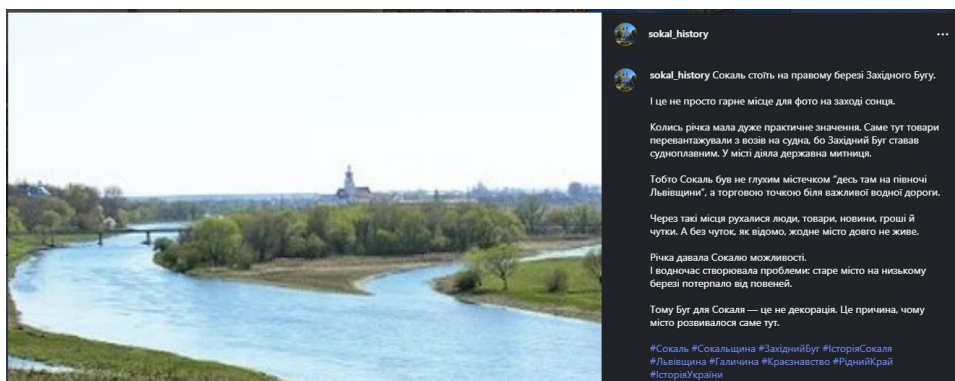 sokal_history
sokal_history Сокаль стоїть на правому березі Західного Бугу.
І це не просто гарне місце для фото на заході сонця.
Колись річка мала дуже практичне значення. Саме тут товари
перевантажували з возів на судна, бо Західний Буг ставав
судноплавним. У місті діяла державна митниця.
Тобто Сокаль був не глухим містечком "десь там на півночі
Львівщини", а торговою точкою біля важливої водної дороги.
Через такі місця рухалися люди, товари, новини, гроші й
чутки. А без чуток, як відомо, жодне місто довго не живе.
Річка давала Сокалю можливості.
І водночас створювала проблеми: старе місто на низькому
березі потерпало від повеней.
Тому Буг для Сокаля — це не декорація. Це причина, чому
місто розвивалося саме тут.
#Сокаль #Сокальщина #ЗахіднийБуг #ІсторіяСокаля
#Львівщина #Галичина #Краєзнавство #РіднийКрай
#ІсторіяУкраїни